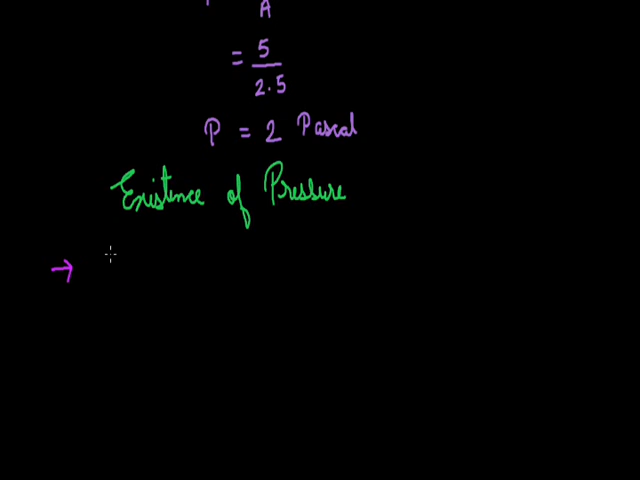 A
= 5
2.5
P = 2 Pascal
Existence of Pressure
→